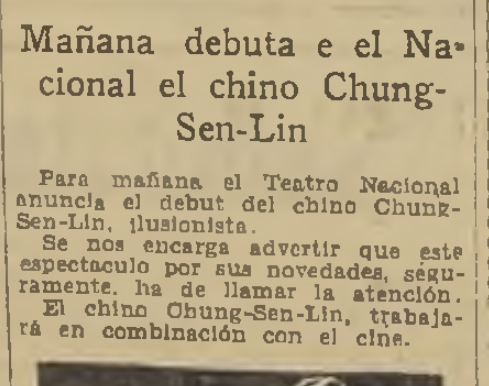 Mañana debuta e el Na-
cional el chino Chung-
Sen-Lin
Para mañana el Teatro Nacional
anuncia el debut del chino Chung-
Sen-Lin, ilusionista.
Se nos encarga advertir que este
espectaculo por sus novedades, segu-
ramente. ha de llamar la atención.
El chino Chung-Sen-Lin, trabaja-
rá en combinación con el cine.